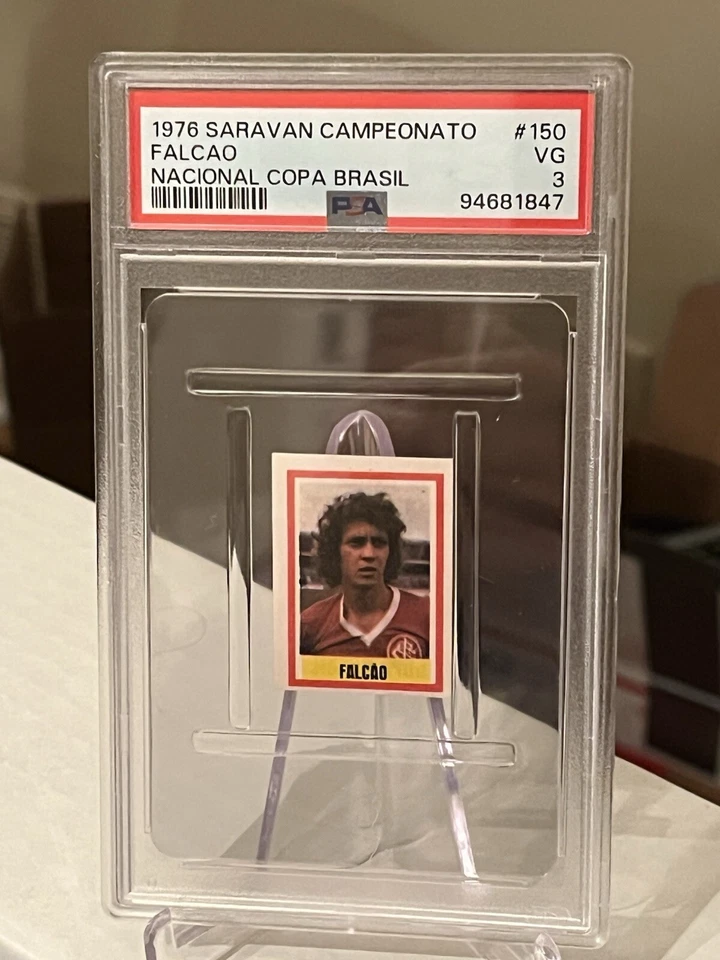 1976 SARAVAN CAMPEONATO #150
FALCAO VG
NACIONAL COPA BRASIL 3
PSA 94681847
FALCÃO